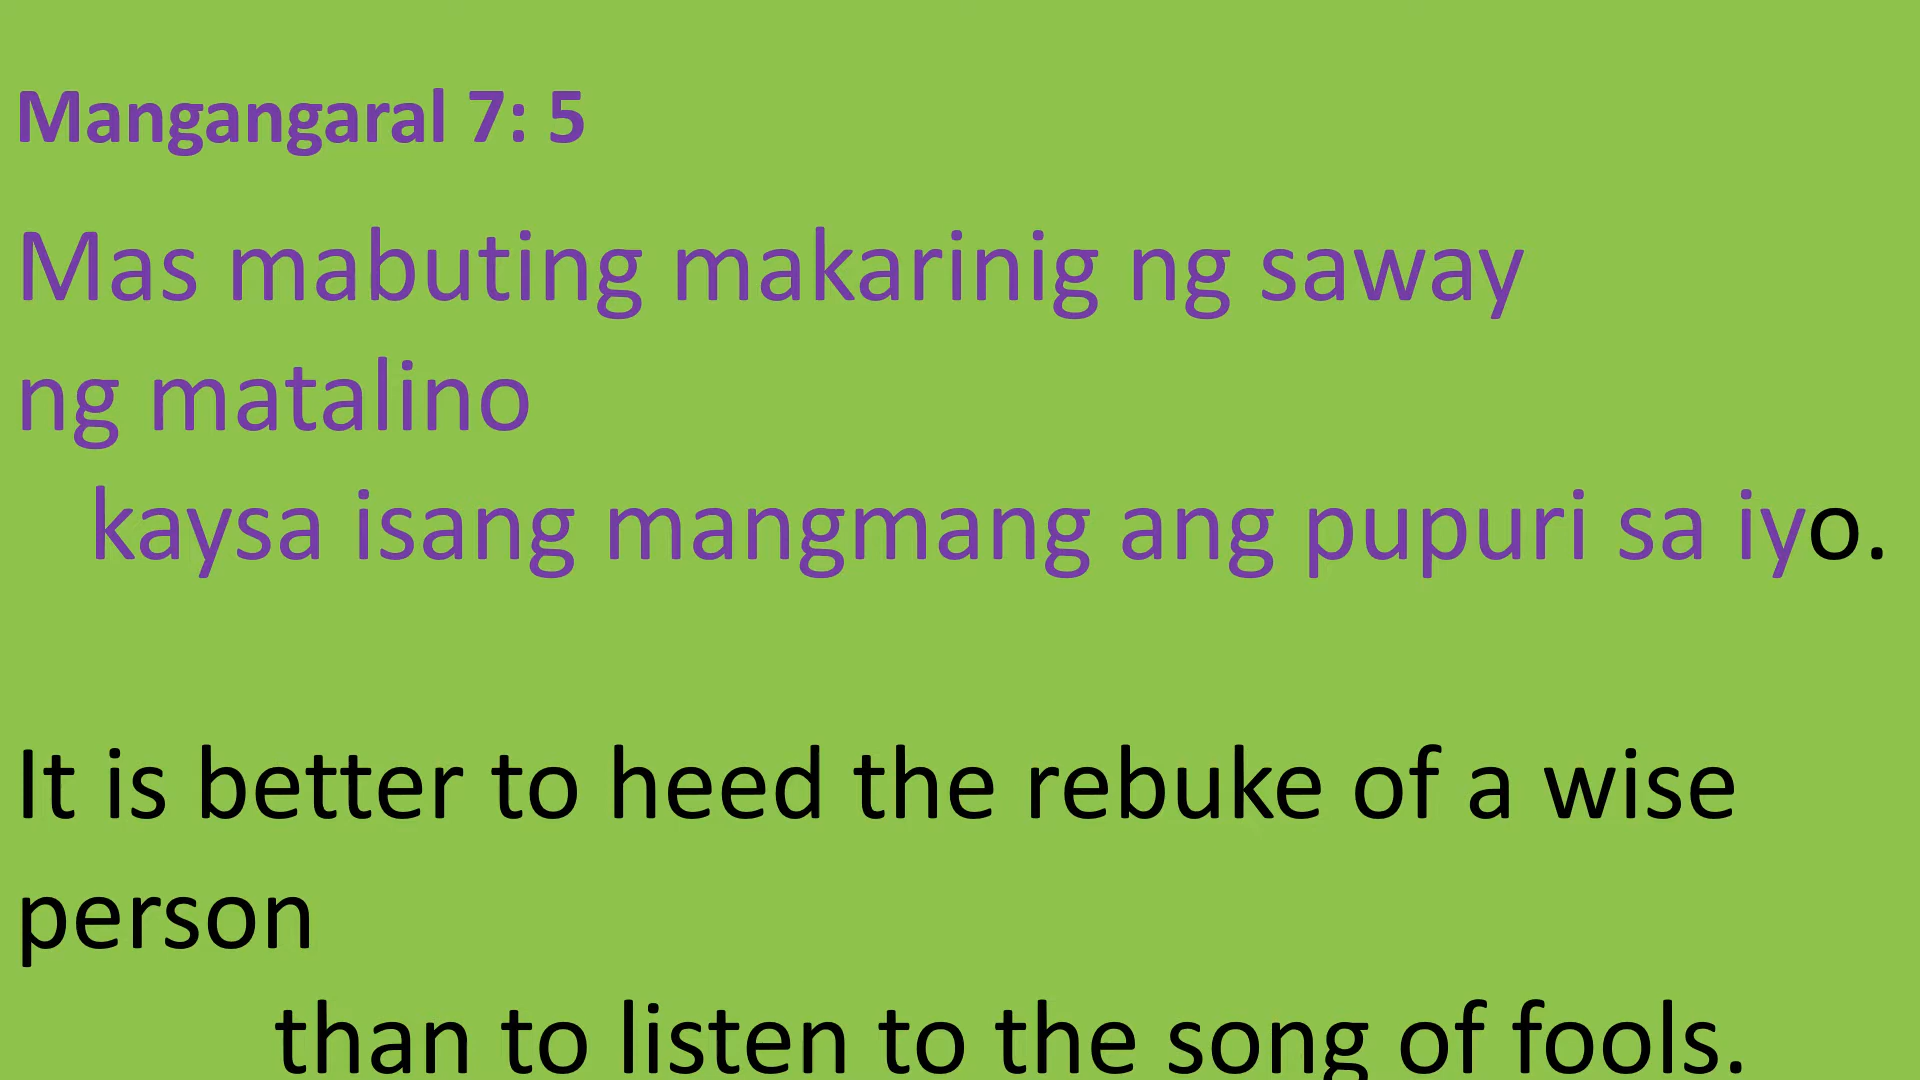 Mangangaral 7: 5
Mas mabuting makarinig ng saway
ng matalino
kaysa isang mangmang ang pupuri sa iyo.
It is better to heed the rebuke of a wise
person
than to listen to the song of fools.